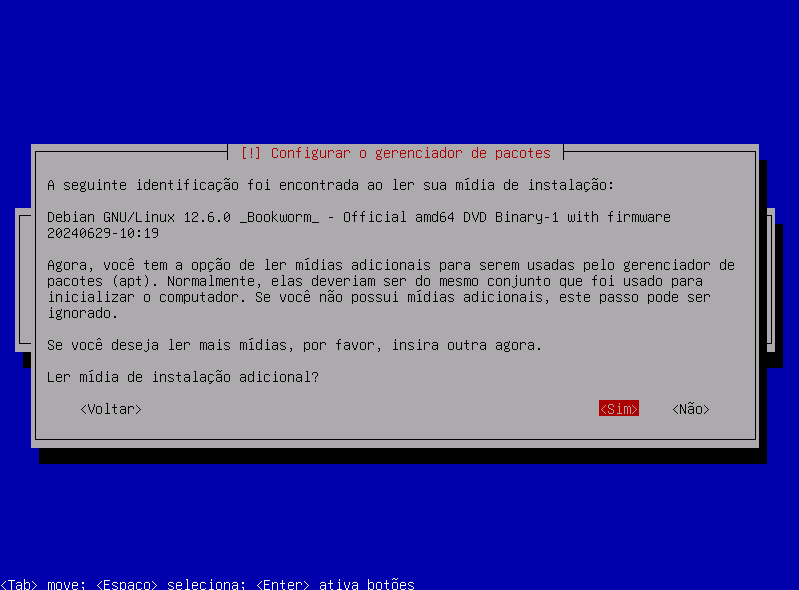 [!] Configurar o gerenciador de pacotes
A seguinte identificação foi encontrada ao ler sua mídia de instalação:
Debian GNU/Linux 12.6.0 _Bookworm_ - Official amd64 DVD Binary-1 with firmware
20240629-10:19
Agora, você tem a opção de ler mídias adicionais para serem usadas pelo gerenciador de
pacotes (apt). Normalmente, elas deveriam ser do mesmo conjunto que foi usado para
inicializar o computador. Se você não possui mídias adicionais, este passo pode ser
ignorado.
Se você deseja ler mais mídias, por favor, insira outra agora.
Ler mídia de instalação adicional?
<Voltar> <Sim> <Não>
<Tab> move; <Espaço> seleciona; <Enter> ativa botões